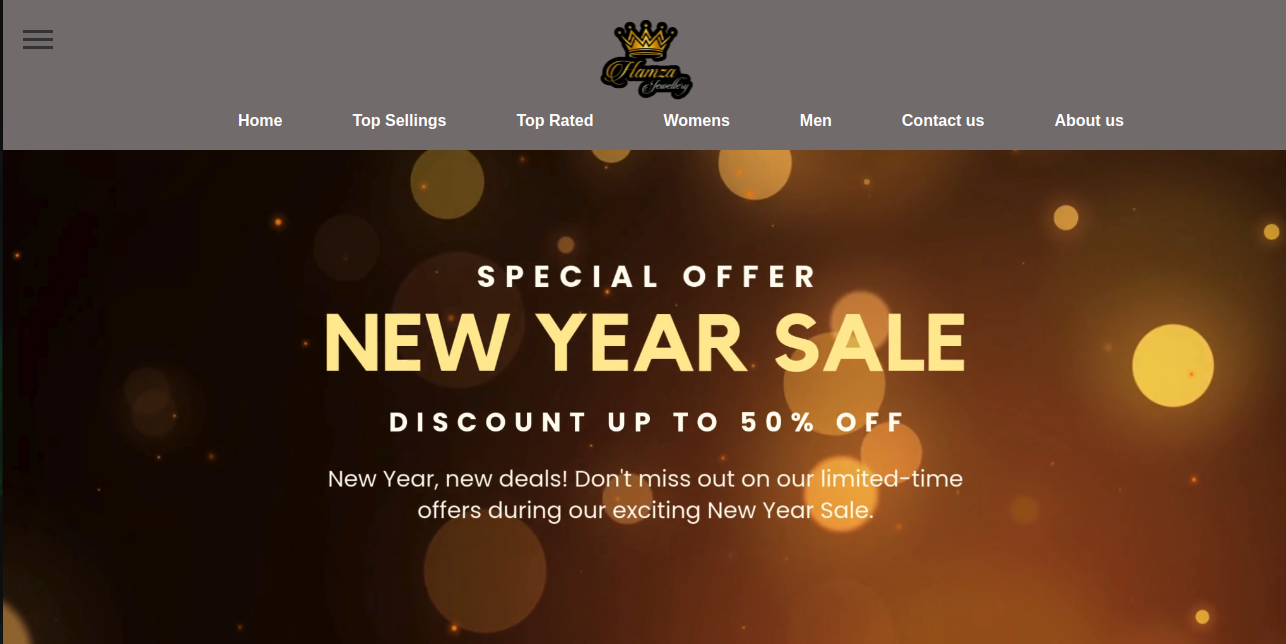 Hamza
Jewellery
Home Top Sellings Top Rated Womens Men Contact us About us
SPECIAL OFFER
NEW YEAR SALE
DISCOUNT UP TO 50% OFF
New Year, new deals! Don't miss out on our limited-time
offers during our exciting New Year Sale.